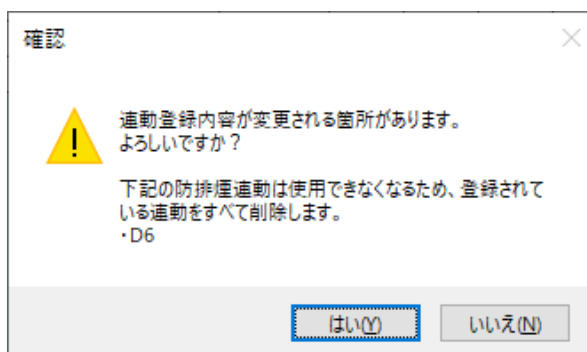 確認
連動登録内容が変更される箇所があります。
よろしいですか？
下記の防排煙連動は使用できなくなるため、登録されて
いる連動をすべて削除します。
・D6
はい(Y)
いいえ(N)